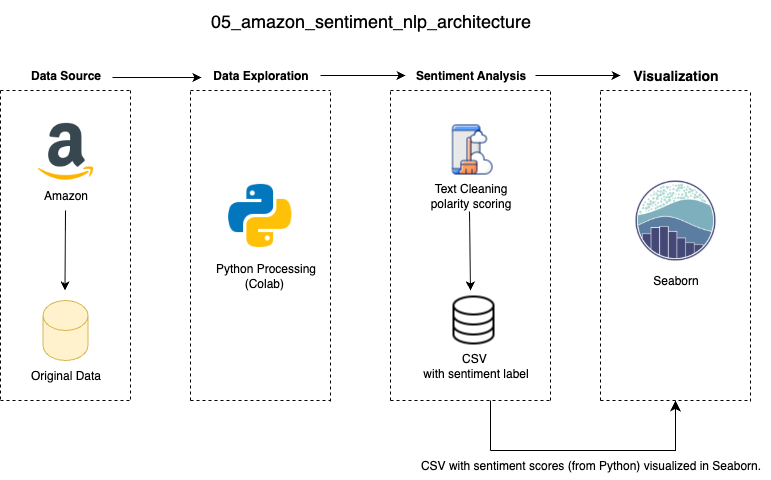 05_amazon_sentiment_nlp_architecture
Data Source
Data Exploration
Sentiment Analysis
Visualization
a
Amazon
Original Data
Python Processing
(Colab)
Text Cleaning
polarity scoring
CSV
with sentiment label
Seaborn
CSV with sentiment scores (from Python) visualized in Seaborn.